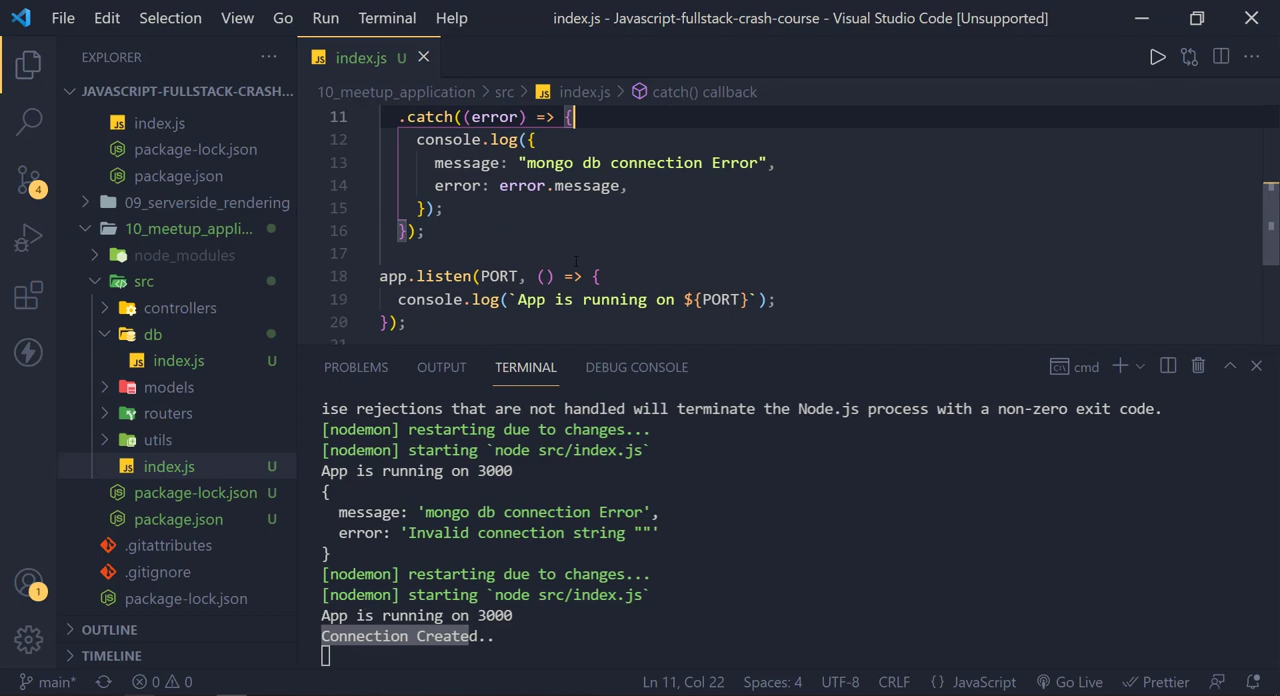 File Edit Selection View Go Run Terminal Help index.js - Javascript-fullstack-crash-course - Visual Studio Code [Unsupported]
EXPLORER ···
JAVASCRIPT-FULLSTACK-CRASH...
JS index.js
package-lock.json
package.json
09_serverside_rendering
10_meetup_appli...
node_modules
src
controllers
db
JS index.js U
models
routers
utils
JS index.js U
package-lock.json U
package.json U
.gitattributes
.gitignore
package-lock.json
OUTLINE
TIMELINE
4
1
JS index.js U
10_meetup_application > src > JS index.js > catch() callback
11 .catch((error) => {
12 console.log({
13 message: "mongo db connection Error",
14 error: error.message,
15 });
16 });
17
18 app.listen(PORT, () => {
19 console.log(`App is running on ${PORT}`);
20 });
PROBLEMS OUTPUT TERMINAL DEBUG CONSOLE cmd
ise rejections that are not handled will terminate the Node.js process with a non-zero exit code.
[nodemon] restarting due to changes...
[nodemon] starting `node src/index.js`
App is running on 3000
{
message: 'mongo db connection Error',
error: 'Invalid connection string ""'
}
[nodemon] restarting due to changes...
[nodemon] starting `node src/index.js`
App is running on 3000
Connection Created..
main* 0 0 Ln 11, Col 22 Spaces: 4 UTF-8 CRLF {} JavaScript Go Live Prettier